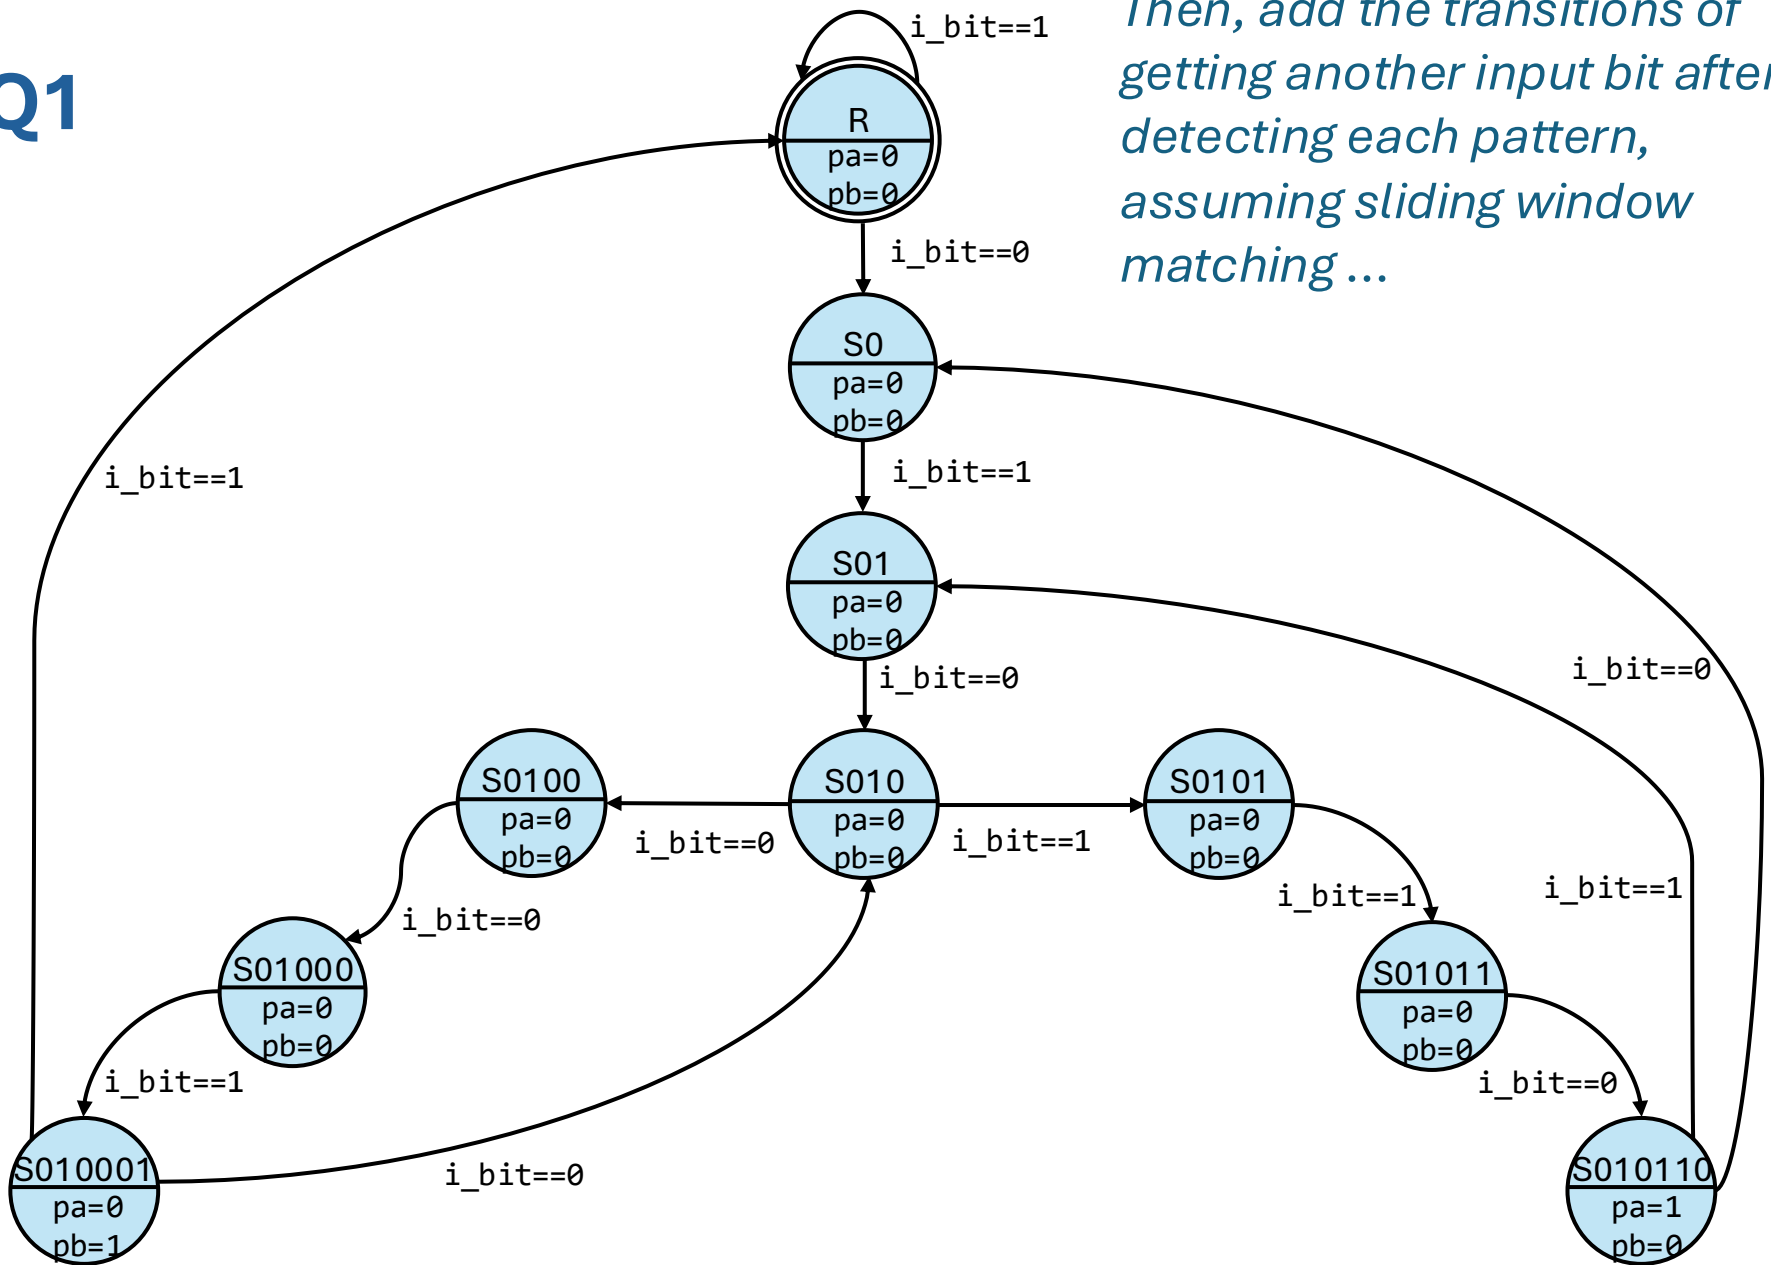 Q1
Then, add the transitions of
getting another input bit after
detecting each pattern,
assuming sliding window
matching ...
i_bit==1
R
pa=0
pb=0
i_bit==0
S0
pa=0
pb=0
i_bit==1
i_bit==1
S01
pa=0
pb=0
i_bit==0
i_bit==0
S0100
pa=0
pb=0
i_bit==0
S010
pa=0
pb=0
i_bit==1
S0101
pa=0
pb=0
i_bit==1
i_bit==1
i_bit==0
S01000
pa=0
pb=0
S01011
pa=0
pb=0
i_bit==1
i_bit==0
S010001
pa=0
pb=1
i_bit==0
S010110
pa=1
pb=0